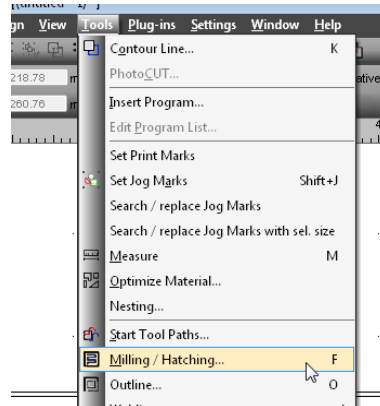 gn View Tools Plug-ins Settings Window Help
Contour Line... K
PhotoCUT...
218.78
ative
Insert Program...
260.76
Edit Program List...
4
Set Print Marks
Set Jog Marks Shift+J
Search / replace Jog Marks
Search / replace Jog Marks with sel. size
Measure M
Optimize Material...
Nesting...
Start Tool Paths...
Milling / Hatching... F
Outline... O